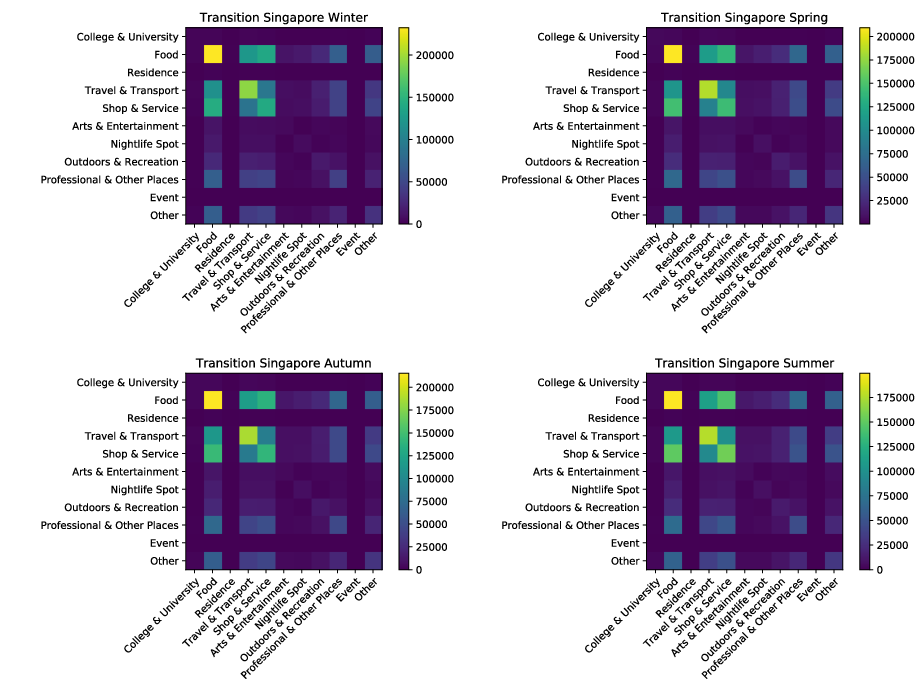 Transition Singapore Winter
College & University
Food
Residence
Travel & Transport
Shop & Service
Arts & Entertainment
Nightlife Spot
Outdoors & Recreation
Professional & Other Places
Event
Other
College & University
Food
Residence
Travel & Transport
Shop & Service
Arts & Entertainment
Nightlife Spot
Outdoors & Recreation
Professional & Other Places
Event
Other
200000
150000
100000
50000
0
Transition Singapore Spring
College & University
Food
Residence
Travel & Transport
Shop & Service
Arts & Entertainment
Nightlife Spot
Outdoors & Recreation
Professional & Other Places
Event
Other
College & University
Food
Residence
Travel & Transport
Shop & Service
Arts & Entertainment
Nightlife Spot
Outdoors & Recreation
Professional & Other Places
Event
Other
200000
175000
150000
125000
100000
75000
50000
25000
Transition Singapore Autumn
College & University
Food
Residence
Travel & Transport
Shop & Service
Arts & Entertainment
Nightlife Spot
Outdoors & Recreation
Professional & Other Places
Event
Other
College & University
Food
Residence
Travel & Transport
Shop & Service
Arts & Entertainment
Nightlife Spot
Outdoors & Recreation
Professional & Other Places
Event
Other
200000
175000
150000
125000
100000
75000
50000
25000
0
Transition Singapore Summer
College & University
Food
Residence
Travel & Transport
Shop & Service
Arts & Entertainment
Nightlife Spot
Outdoors & Recreation
Professional & Other Places
Event
Other
College & University
Food
Residence
Travel & Transport
Shop & Service
Arts & Entertainment
Nightlife Spot
Outdoors & Recreation
Professional & Other Places
Event
Other
175000
150000
125000
100000
75000
50000
25000
0